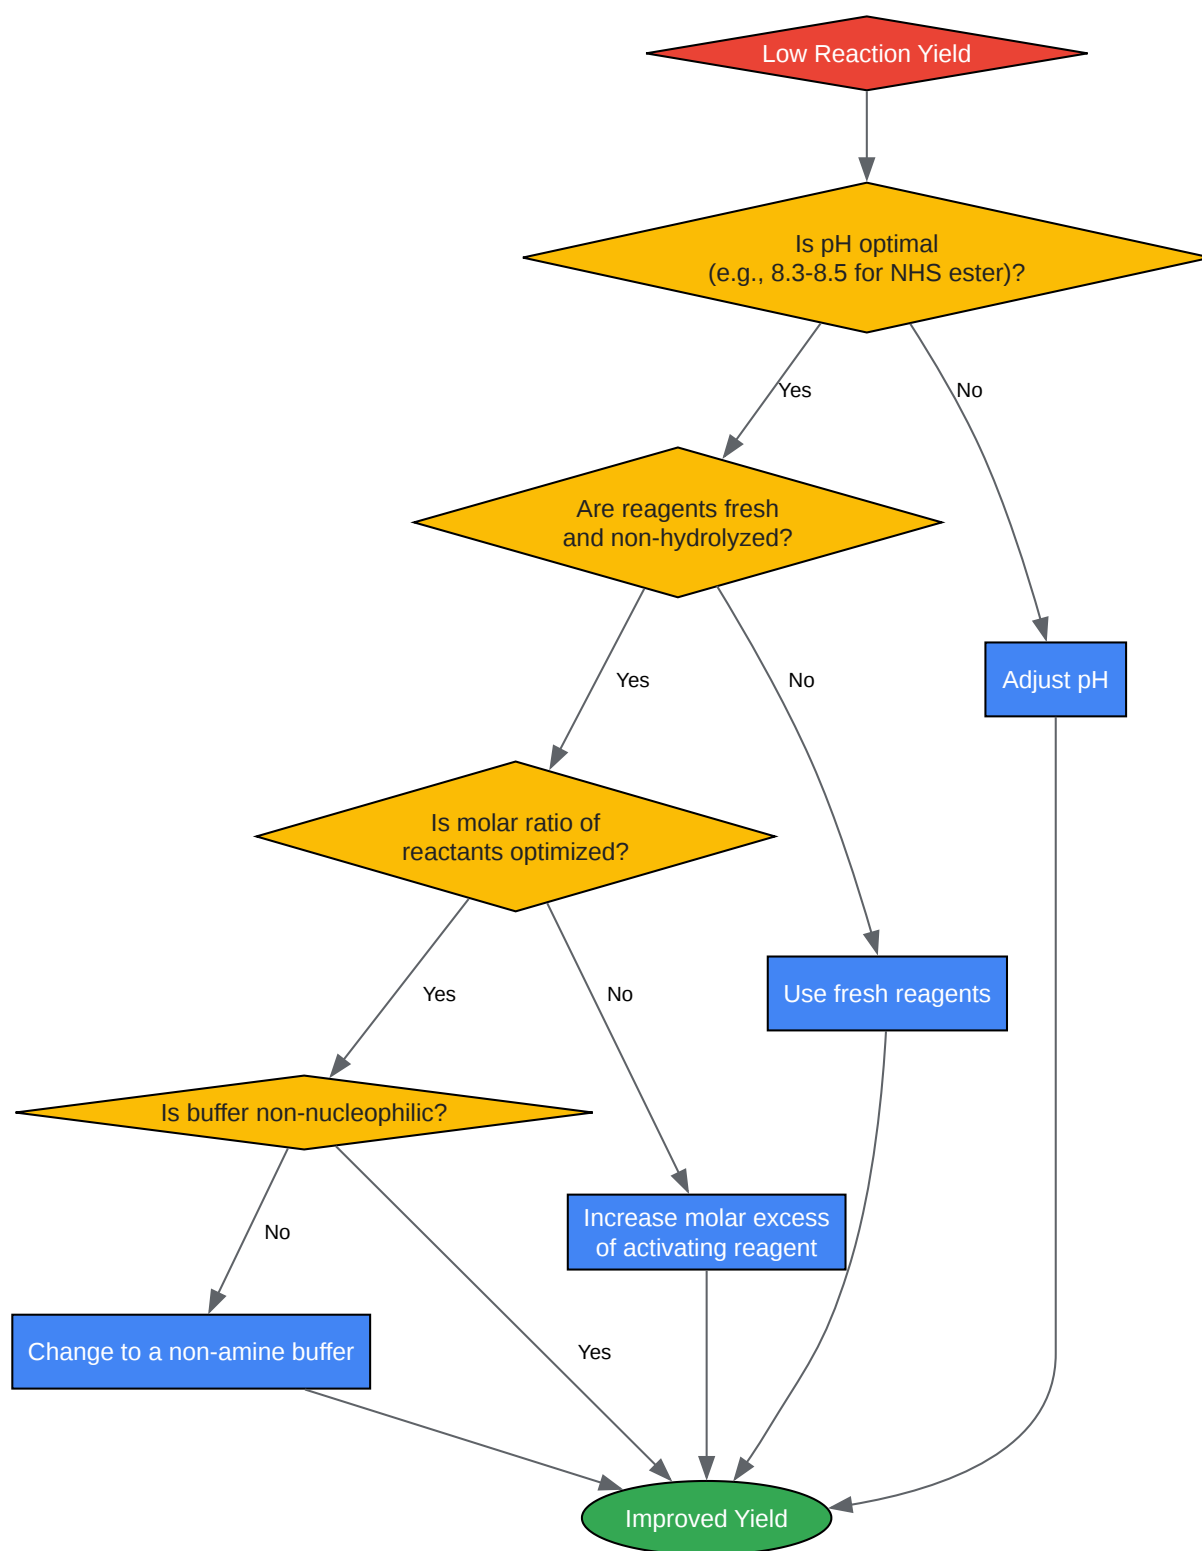 Low Reaction Yield
Is pH optimal
(e.g., 8.3-8.5 for NHS ester)?
Yes
No
Are reagents fresh
and non-hydrolyzed?
Yes
No
Adjust pH
Is molar ratio of
reactants optimized?
Yes
No
Use fresh reagents
Is buffer non-nucleophilic?
No
Increase molar excess
of activating reagent
Change to a non-amine buffer
Yes
Improved Yield